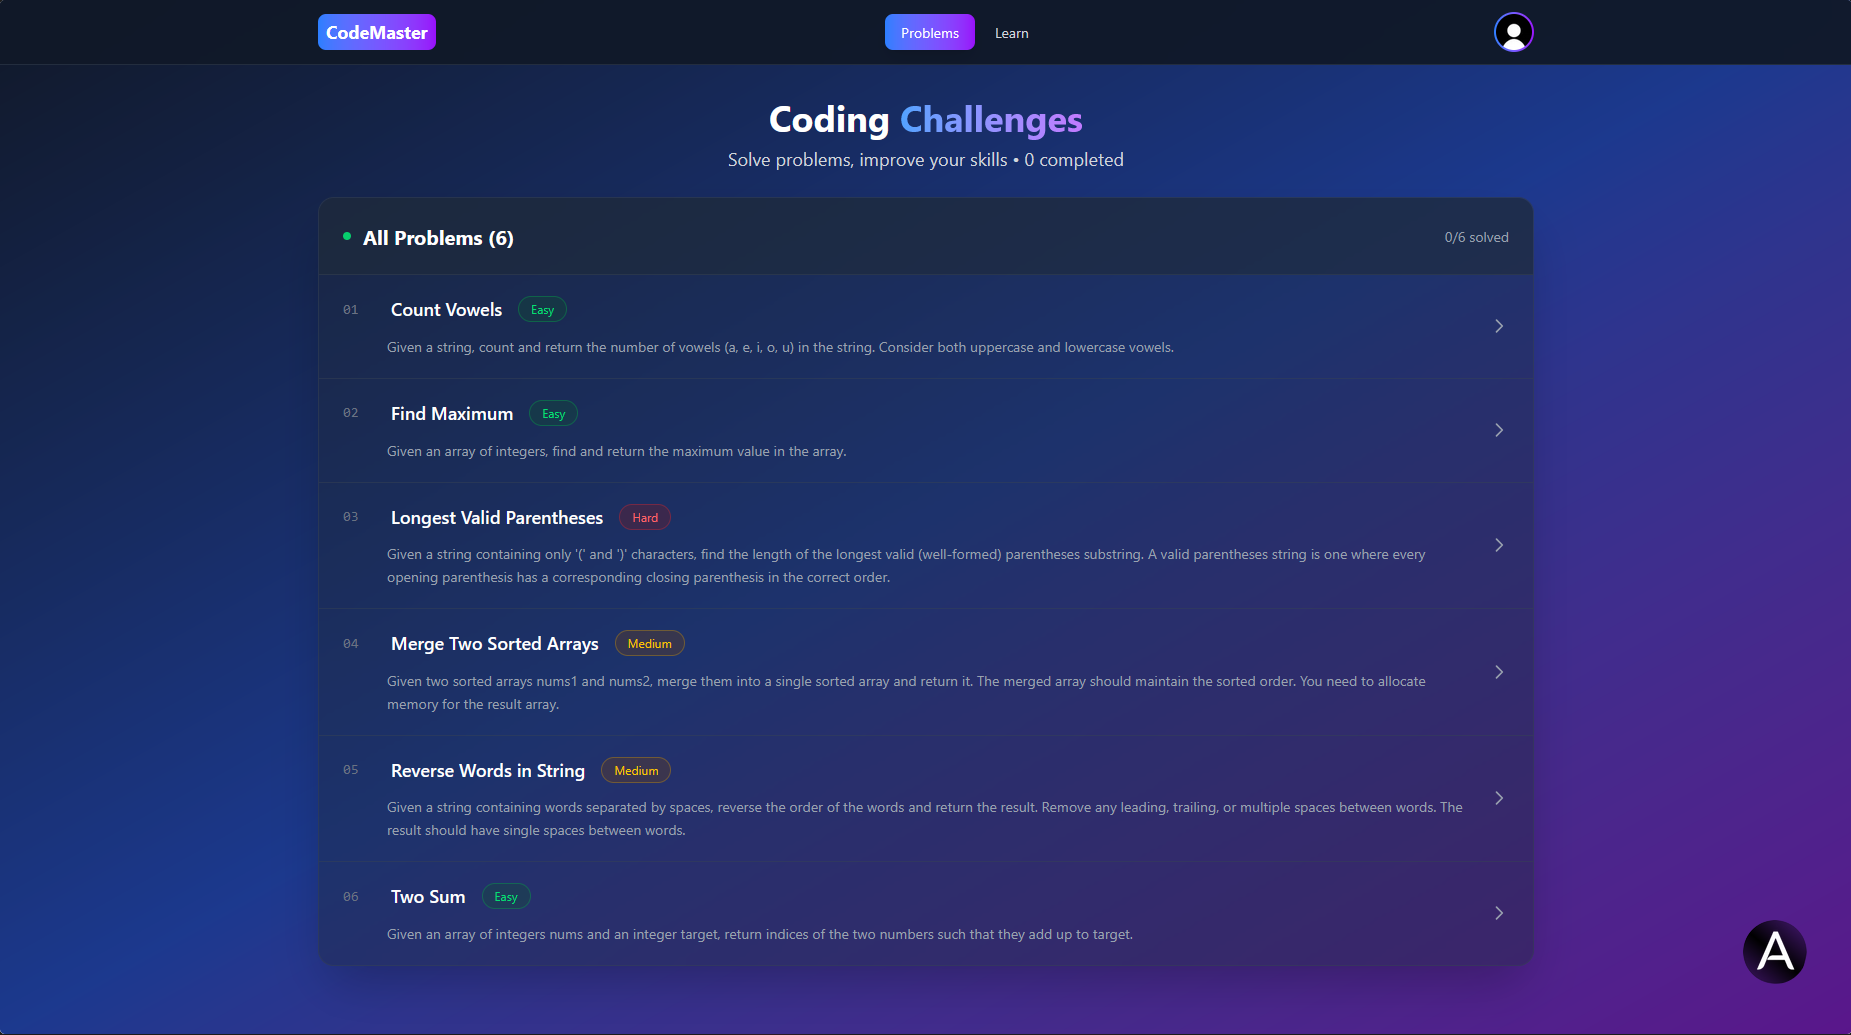 CodeMaster
Problems
Learn
Coding Challenges
Solve problems, improve your skills • 0 completed
All Problems (6)
0/6 solved
01
Count Vowels
Easy
Given a string, count and return the number of vowels (a, e, i, o, u) in the string. Consider both uppercase and lowercase vowels.
02
Find Maximum
Easy
Given an array of integers, find and return the maximum value in the array.
03
Longest Valid Parentheses
Hard
Given a string containing only '(' and ')' characters, find the length of the longest valid (well-formed) parentheses substring. A valid parentheses string is one where every
opening parenthesis has a corresponding closing parenthesis in the correct order.
04
Merge Two Sorted Arrays
Medium
Given two sorted arrays nums1 and nums2, merge them into a single sorted array and return it. The merged array should maintain the sorted order. You need to allocate
memory for the result array.
05
Reverse Words in String
Medium
Given a string containing words separated by spaces, reverse the order of the words and return the result. Remove any leading, trailing, or multiple spaces between words. The
result should have single spaces between words.
06
Two Sum
Easy
Given an array of integers nums and an integer target, return indices of the two numbers such that they add up to target.
A